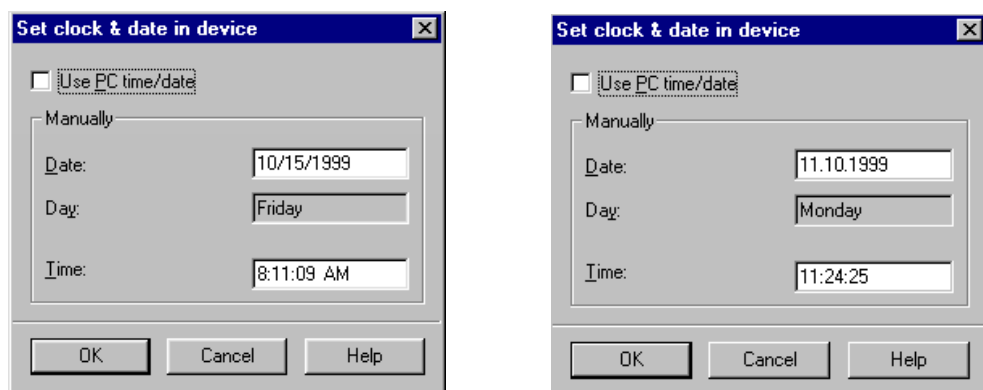 Set clock & date in device
Use PC time/date
Manually
Date: 10/15/1999
Day: Friday
Time: 8:11:09 AM
OK Cancel Help
Set clock & date in device
Use PC time/date
Manually
Date: 11.10.1999
Day: Monday
Time: 11:24:25
OK Cancel Help